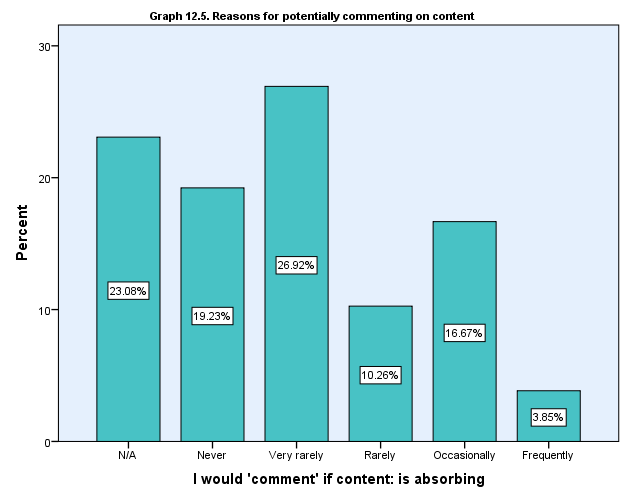 Graph 12.5. Reasons for potentially commenting on content
Percent
30
20
10
0
23.08%
19.23%
26.92%
10.26%
16.67%
3.85%
N/A
Never
Very rarely
Rarely
Occasionally
Frequently
I would 'comment' if content: is absorbing